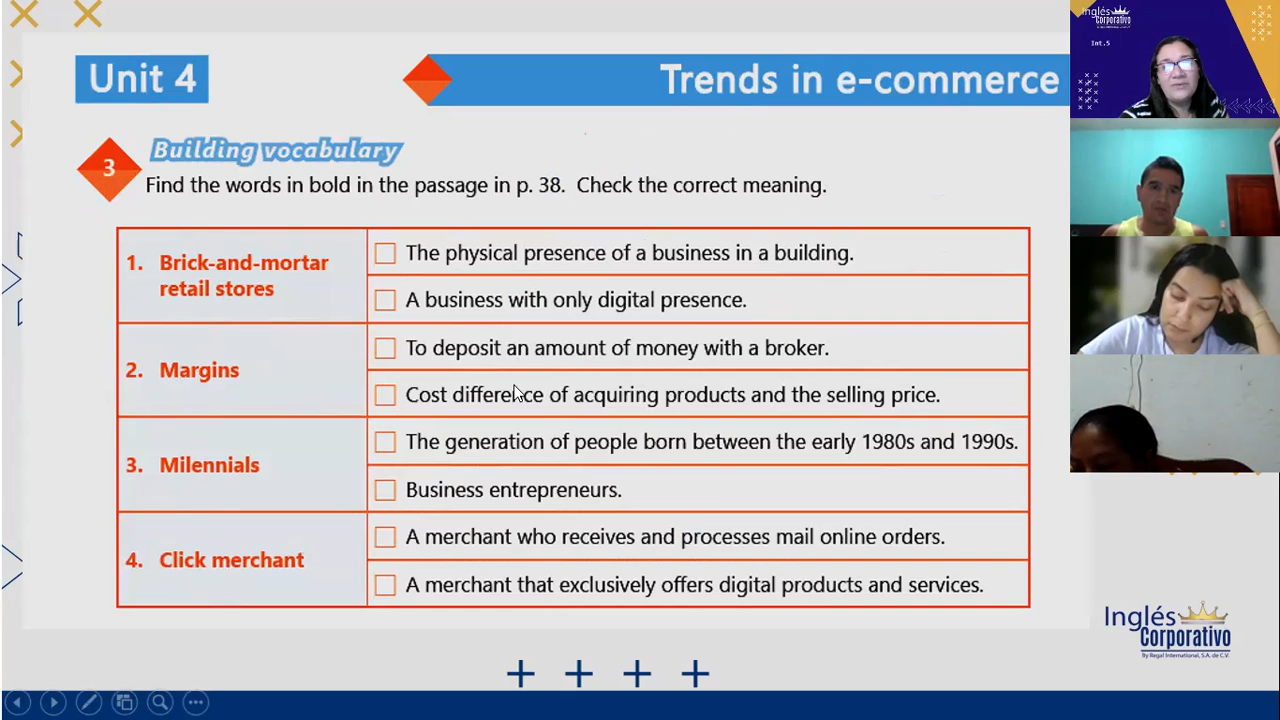 Unit 4
Trends in e-commerce
3
Building vocabulary
Find the words in bold in the passage in p. 38. Check the correct meaning.
1. Brick-and-mortar
retail stores
The physical presence of a business in a building.
A business with only digital presence.
2. Margins
To deposit an amount of money with a broker.
Cost difference of acquiring products and the selling price.
3. Milennials
The generation of people born between the early 1980s and 1990s.
Business entrepreneurs.
4. Click merchant
A merchant who receives and processes mail online orders.
A merchant that exclusively offers digital products and services.
Inglés
Corporativo
By Regal International, S.A. de C.V.
Inglés
Corporativo
Int.5